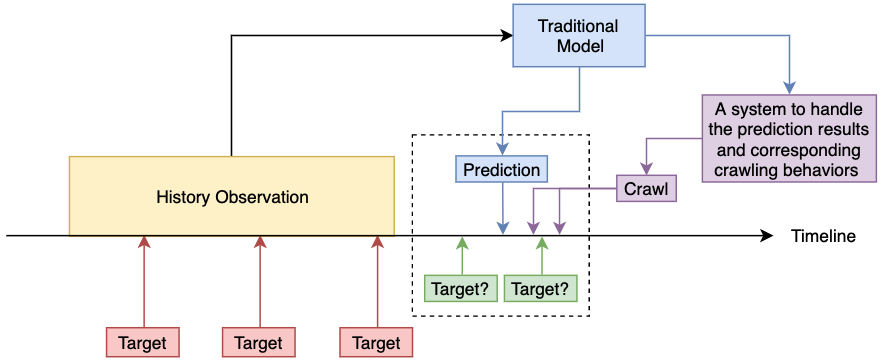 Traditional
Model
A system to handle
the prediction results
and corresponding
crawling behaviors
Prediction
Crawl
History Observation
Timeline
Target?
Target?
Target
Target
Target